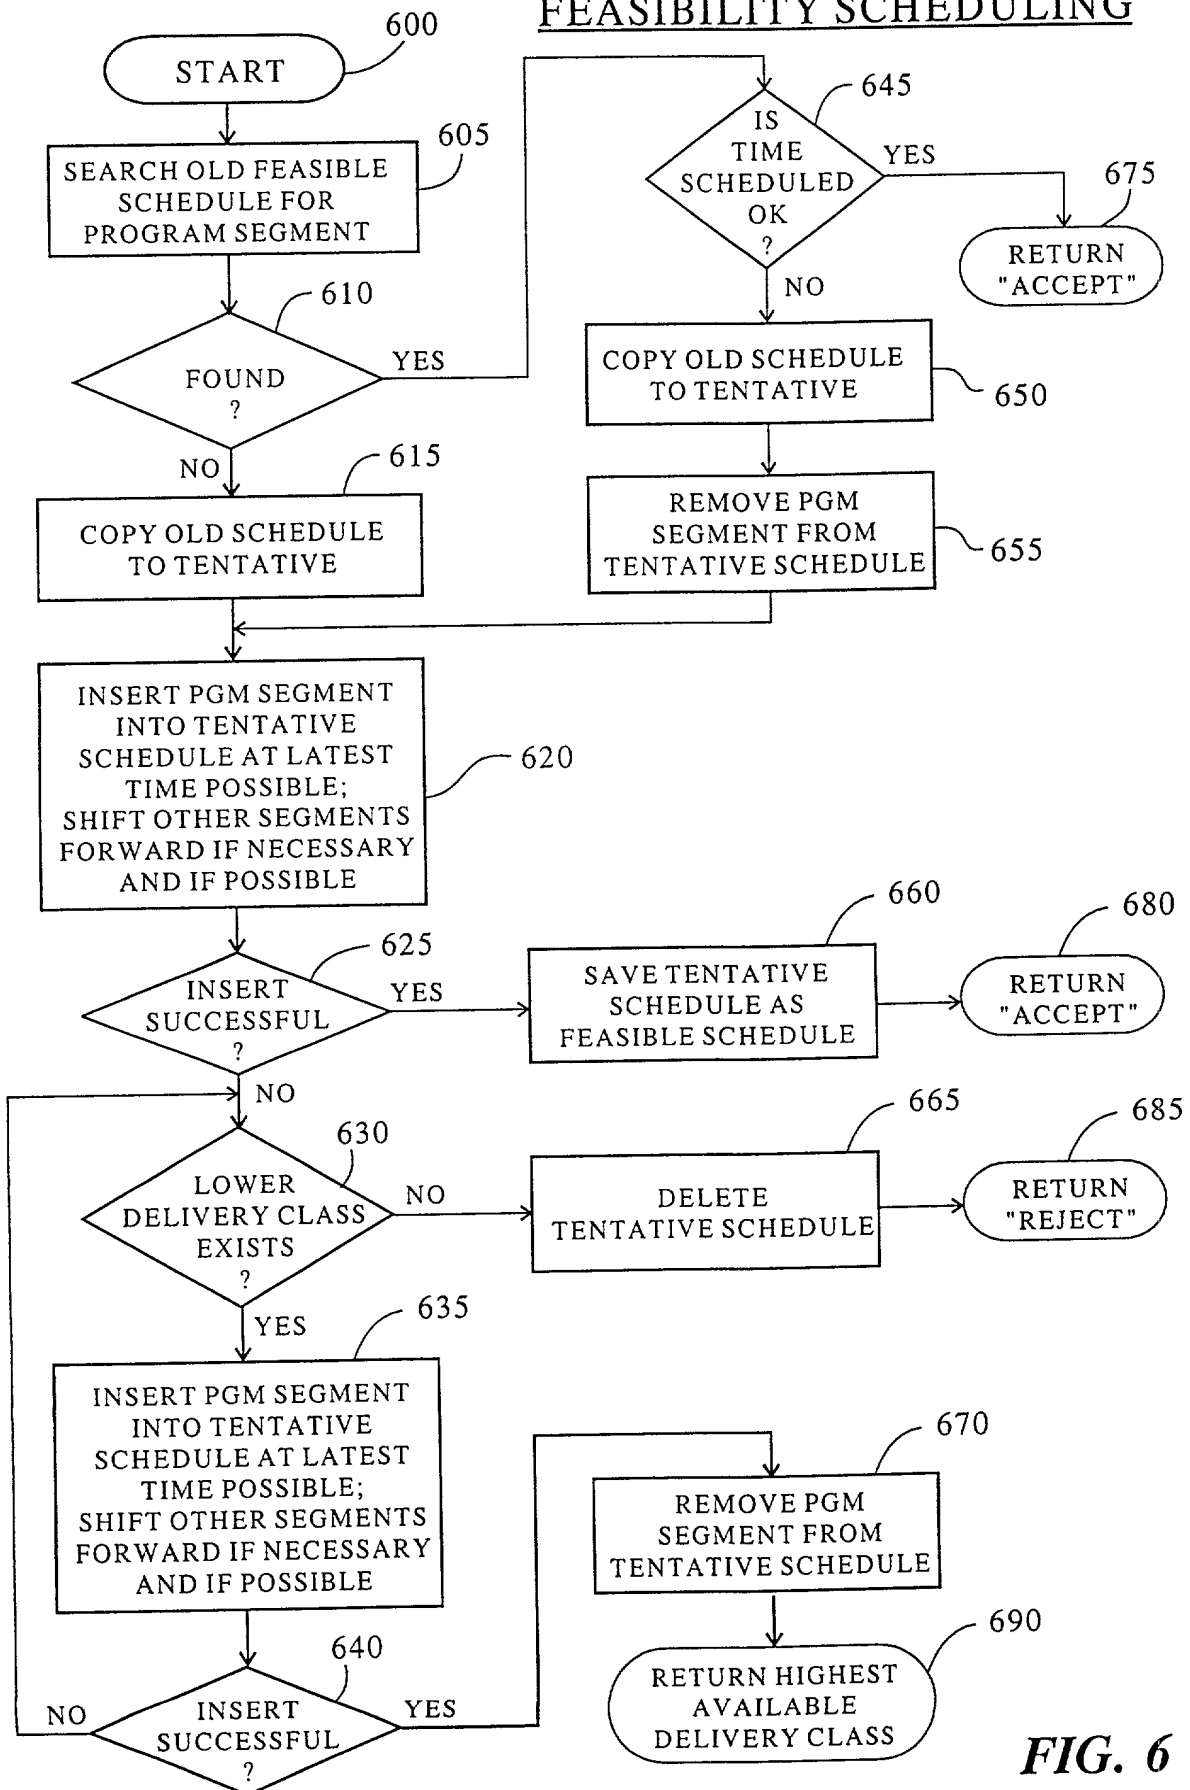 FEASIBILITY SCHEDULING
600
START
605
SEARCH OLD FEASIBLE
SCHEDULE FOR
PROGRAM SEGMENT
610
FOUND
?
YES
NO
615
COPY OLD SCHEDULE
TO TENTATIVE
645
IS
TIME
SCHEDULED
OK
?
YES
675
RETURN
"ACCEPT"
NO
COPY OLD SCHEDULE
TO TENTATIVE
650
REMOVE PGM
SEGMENT FROM
TENTATIVE SCHEDULE
655
INSERT PGM SEGMENT
INTO TENTATIVE
SCHEDULE AT LATEST
TIME POSSIBLE;
SHIFT OTHER SEGMENTS
FORWARD IF NECESSARY
AND IF POSSIBLE
620
625
INSERT
SUCCESSFUL
?
YES
660
SAVE TENTATIVE
SCHEDULE AS
FEASIBLE SCHEDULE
680
RETURN
"ACCEPT"
NO
630
LOWER
DELIVERY CLASS
EXISTS
?
NO
665
DELETE
TENTATIVE SCHEDULE
685
RETURN
"REJECT"
YES
635
INSERT PGM SEGMENT
INTO TENTATIVE
SCHEDULE AT LATEST
TIME POSSIBLE;
SHIFT OTHER SEGMENTS
FORWARD IF NECESSARY
AND IF POSSIBLE
640
INSERT
SUCCESSFUL
?
NO
YES
670
REMOVE PGM
SEGMENT FROM
TENTATIVE SCHEDULE
690
RETURN HIGHEST
AVAILABLE
DELIVERY CLASS
FIG. 6